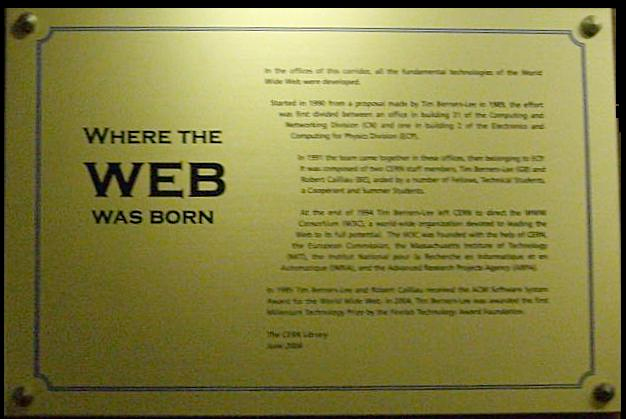 WHERE THE
WEB
WAS BORN
In the offices of this corridor, all the fundamental technologies of the World
Wide Web were developed.
Started in 1990 from a proposal made by Tim Berners-Lee in 1989, the effort
was first divided between an office in building 31 of the Computing and
Networking Division (CN) and one in building 2 of the Electronics and
Computing for Physics Division (ECP).
In 1991 the team came together in these offices, then belonging to ECP.
It was composed of two CERN staff members, Tim Berners-Lee (GB) and
Robert Cailliau (BE), aided by a number of Fellows, Technical Students,
a Coopérant and Summer Students.
At the end of 1994 Tim Berners-Lee left CERN to direct the WWW
Consortium (W3C), a world-wide organization devoted to leading the
Web to its full potential. The W3C was founded with the help of CERN,
the European Commission, the Massachusetts Institute of Technology
(MIT), the Institut National pour la Recherche en Informatique et en
Automatique (INRIA), and the Advanced Research Projects Agency (ARPA).
In 1995 Tim Berners-Lee and Robert Cailliau received the ACM Software System
Award for the World Wide Web. In 2004, Tim Berners-Lee was awarded the first
Millenium Technology Prize by the Finnish Technology Award Foundation.
The CERN Library
June 2004